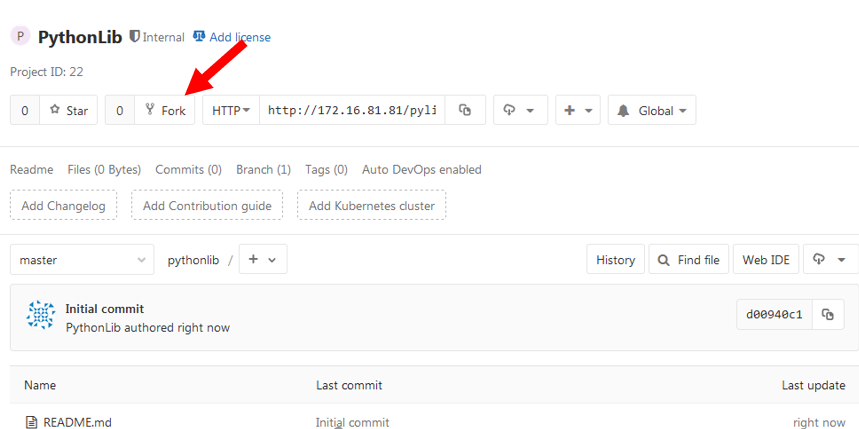 P PythonLib Internal Add license
Project ID: 22
0 Star 0 Fork HTTP http://172.16.81.81/pyli + Global
Readme Files (0 Bytes) Commits (0) Branch (1) Tags (0) Auto DevOps enabled
Add Changelog Add Contribution guide Add Kubernetes cluster
master pythonlib / + History Find file Web IDE
Initial commit
PythonLib authored right now
d00940c1
Name Last commit Last update
README.md Initial commit right now